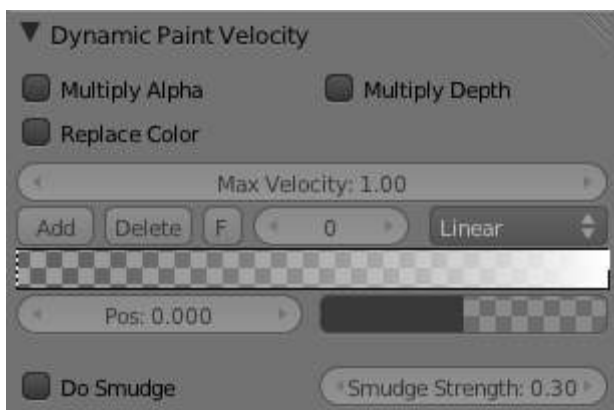 Dynamic Paint Velocity
Multiply Alpha Multiply Depth
Replace Color
Max Velocity: 1.00
Add Delete F 0 Linear
Pos: 0.000
Do Smudge Smudge Strength: 0.30